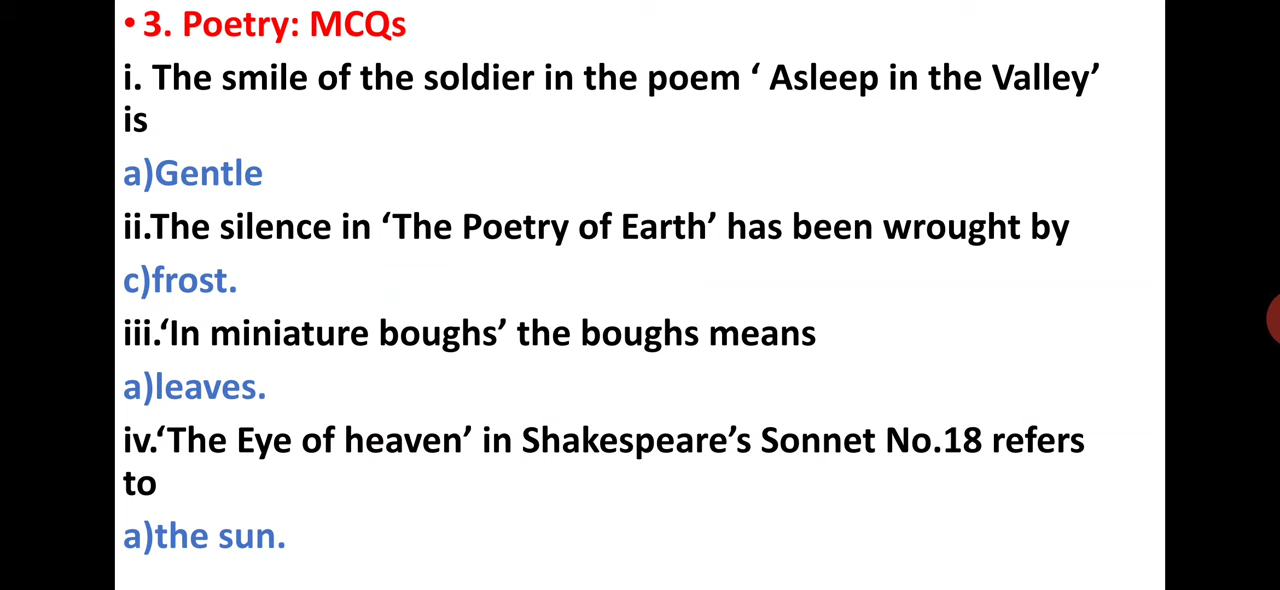 • 3. Poetry: MCQs
i. The smile of the soldier in the poem ‘ Asleep in the Valley’
is
a)Gentle
ii.The silence in ‘The Poetry of Earth’ has been wrought by
c)frost.
iii.‘In miniature boughs’ the boughs means
a)leaves.
iv.‘The Eye of heaven’ in Shakespeare’s Sonnet No.18 refers
to
a)the sun.